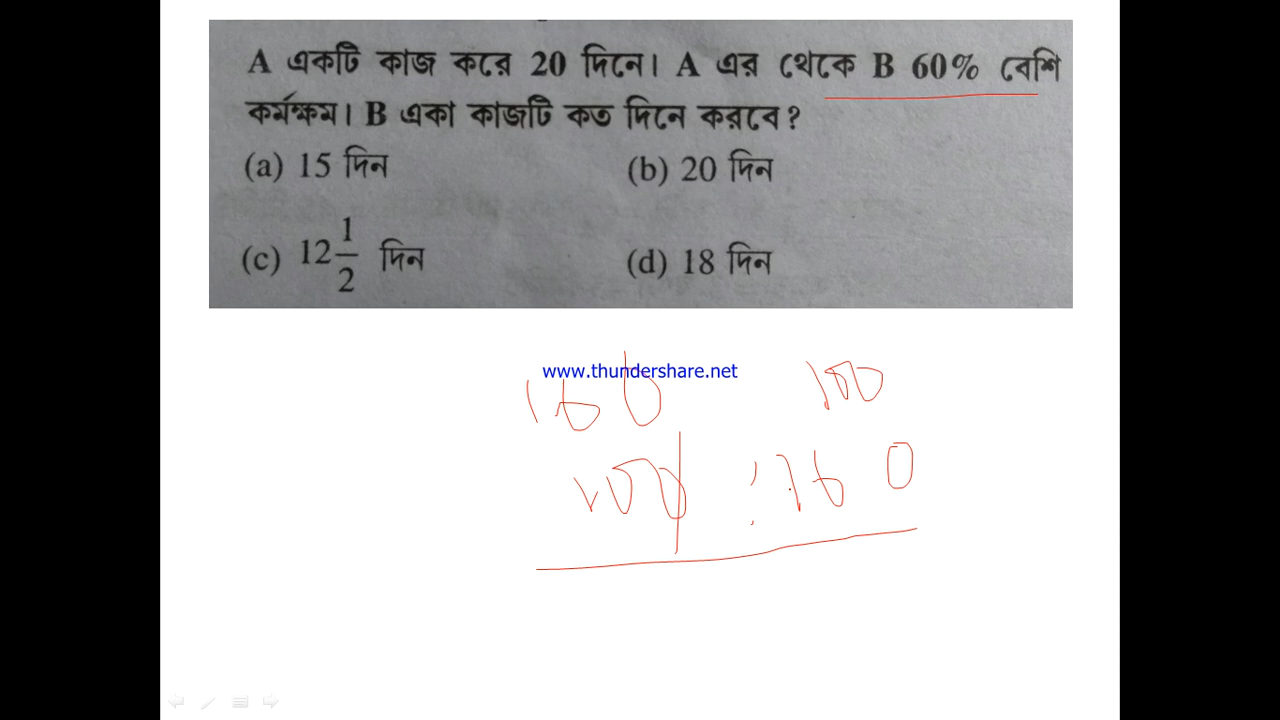 A একটি কাজ করে 20 দিনে। A এর থেকে B 60% বেশি
কর্মক্ষম। B একা কাজটি কত দিনে করবে?
(a) 15 দিন (b) 20 দিন
(c) 12 1/2 দিন (d) 18 দিন
www.thundershare.net
160 100
100 : 160